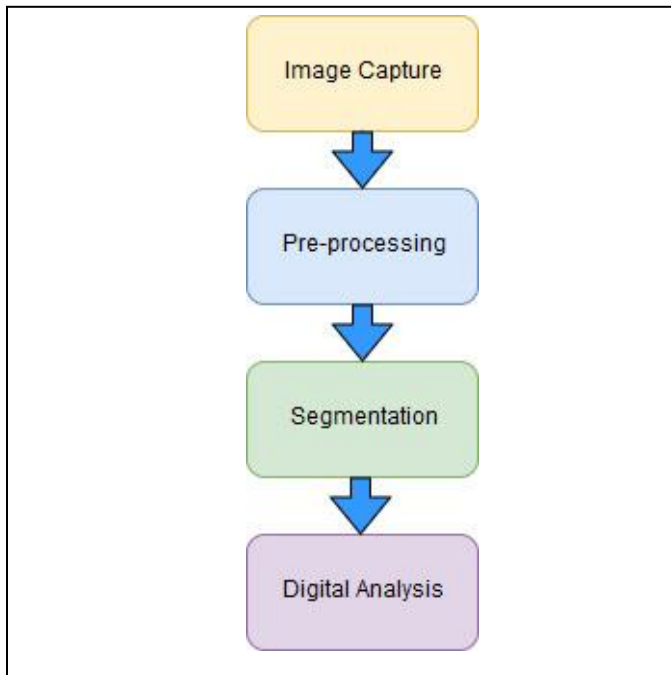 Image Capture
Pre-processing
Segmentation
Digital Analysis